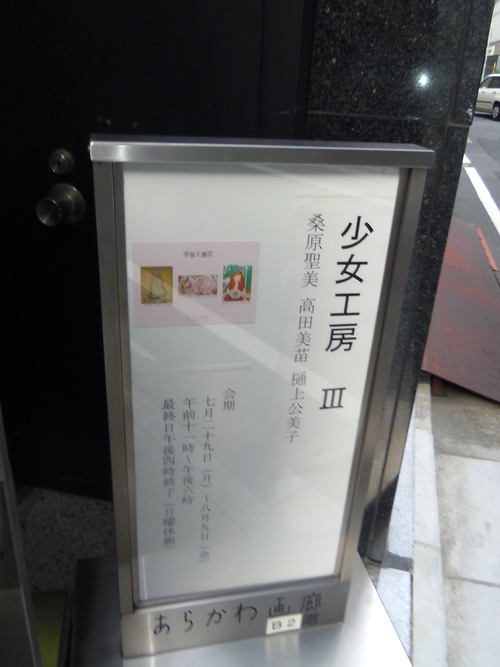 少女工房 Ⅲ
桑原聖美 高田美苗 樋上公美子
会期
七月二十九日（月）～八月九日（金）
午前十一時～午後六時
最終日午後四時終了（日曜休廊）
あらかわ画廊
B2